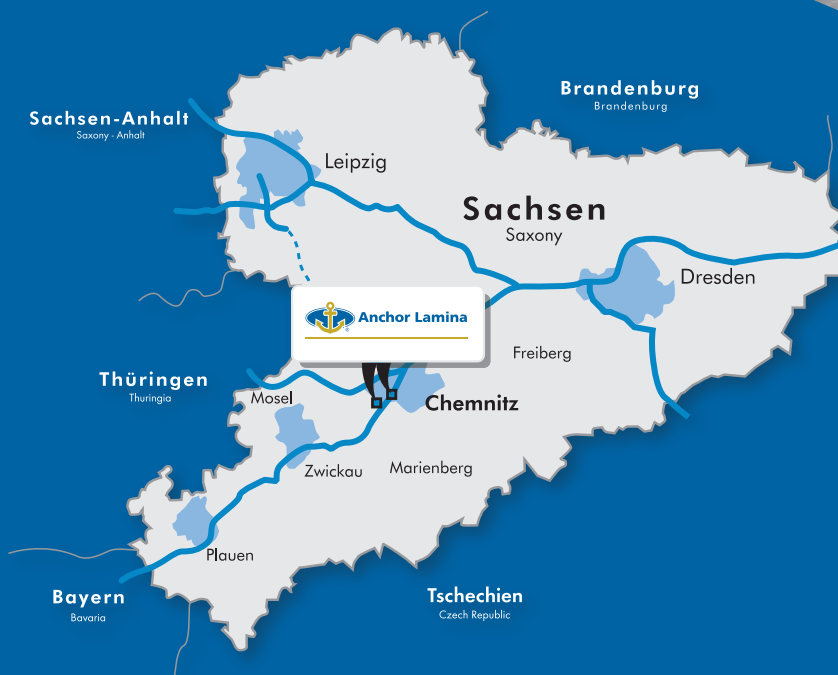 Brandenburg
Brandenburg
Sachsen-Anhalt
Saxony - Anhalt
Leipzig
Sachsen
Saxony
Dresden
Anchor Lamina
®
Freiberg
Thüringen
Thuringia
Mosel
Chemnitz
Zwickau
Marienberg
Plauen
Bayern
Bavaria
Tschechien
Czech Republic